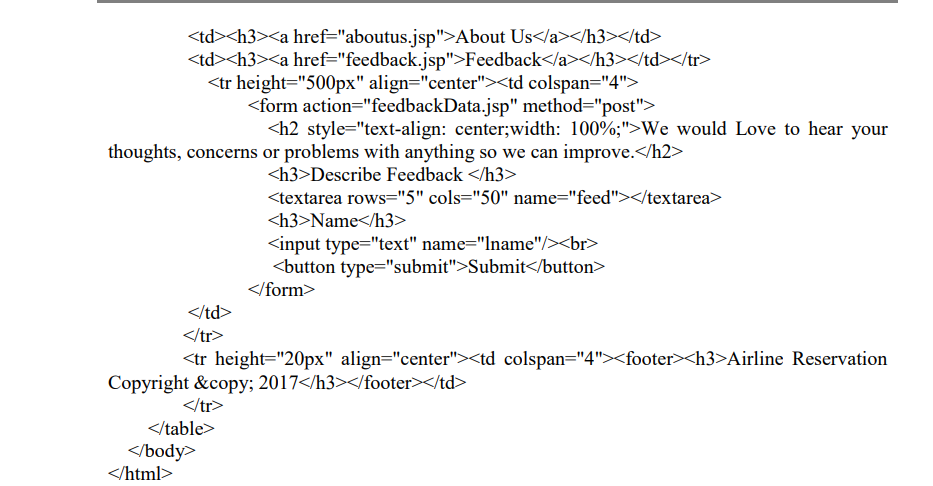 <td><h3><a href="aboutus.jsp">About Us</a></h3></td>
<td><h3><a href="feedback.jsp">Feedback</a></h3></td></tr>
<tr height="500px" align="center"><td colspan="4">
<form action="feedbackData.jsp" method="post">
<h2 style="text-align: center;width: 100%;">We would Love to hear your
thoughts, concerns or problems with anything so we can improve.</h2>
<h3>Describe Feedback </h3>
<textarea rows="5" cols="50" name="feed"></textarea>
<h3>Name</h3>
<input type="text" name="lname"/><br>
<button type="submit">Submit</button>
</form>
</td>
</tr>
<tr height="20px" align="center"><td colspan="4"><footer><h3>Airline Reservation
Copyright &copy; 2017</h3></footer></td>
</tr>
</table>
</body>
</html>